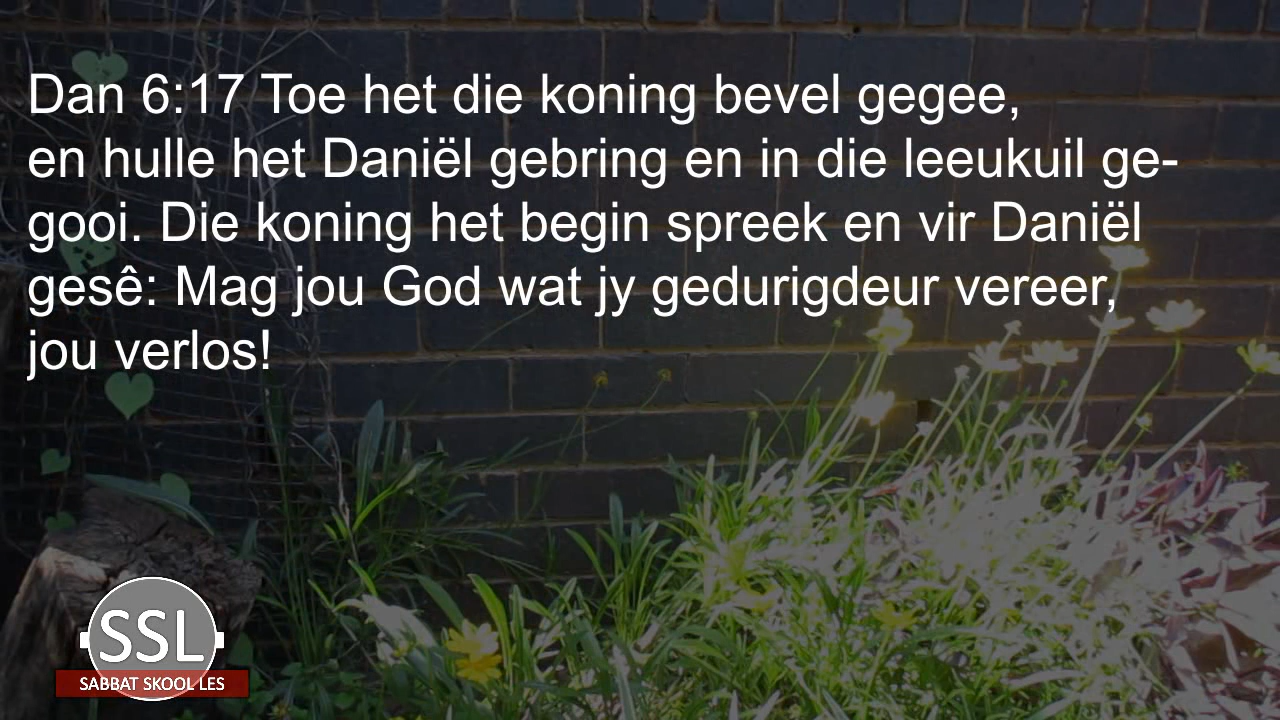 Dan 6:17 Toe het die koning bevel gegee,
en hulle het Daniël gebring en in die leeukuil ge-
gooi. Die koning het begin spreek en vir Daniël
gesê: Mag jou God wat jy gedurigdeur vereer,
jou verlos!
SSL
SABBAT SKOOL LES